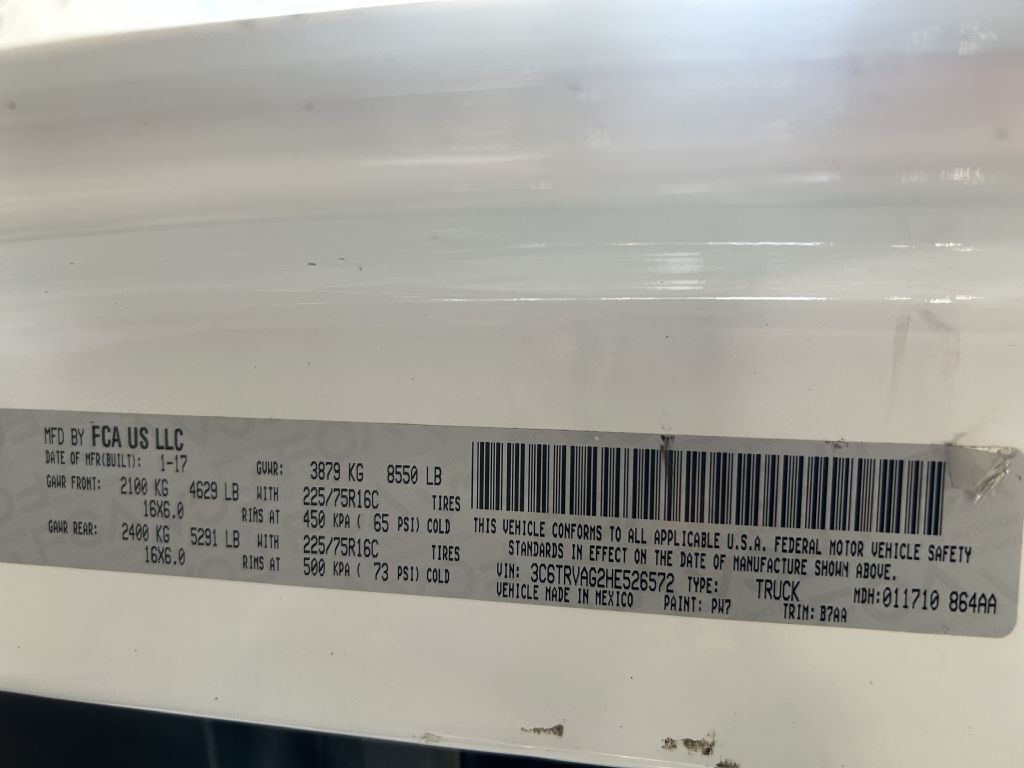 MFD BY FCA US LLC
DATE OF MFR(BUILT): 1-17
GVWR: 3879 KG 8550 LB
GAWR FRONT: 2100 KG 4629 LB WITH 225/75R16C TIRES
16X6.0 RIMS AT 450 KPA ( 65 PSI) COLD
GAWR REAR: 2400 KG 5291 LB WITH 225/75R16C TIRES
16X6.0 RIMS AT 500 KPA ( 73 PSI) COLD
THIS VEHICLE CONFORMS TO ALL APPLICABLE U.S.A. FEDERAL MOTOR VEHICLE SAFETY
STANDARDS IN EFFECT ON THE DATE OF MANUFACTURE SHOWN ABOVE.
VIN: 3C6TRVAG2HE526572 TYPE: TRUCK MDH:011710 864AA
VEHICLE MADE IN MEXICO PAINT: PW7 TRIM: B7AA